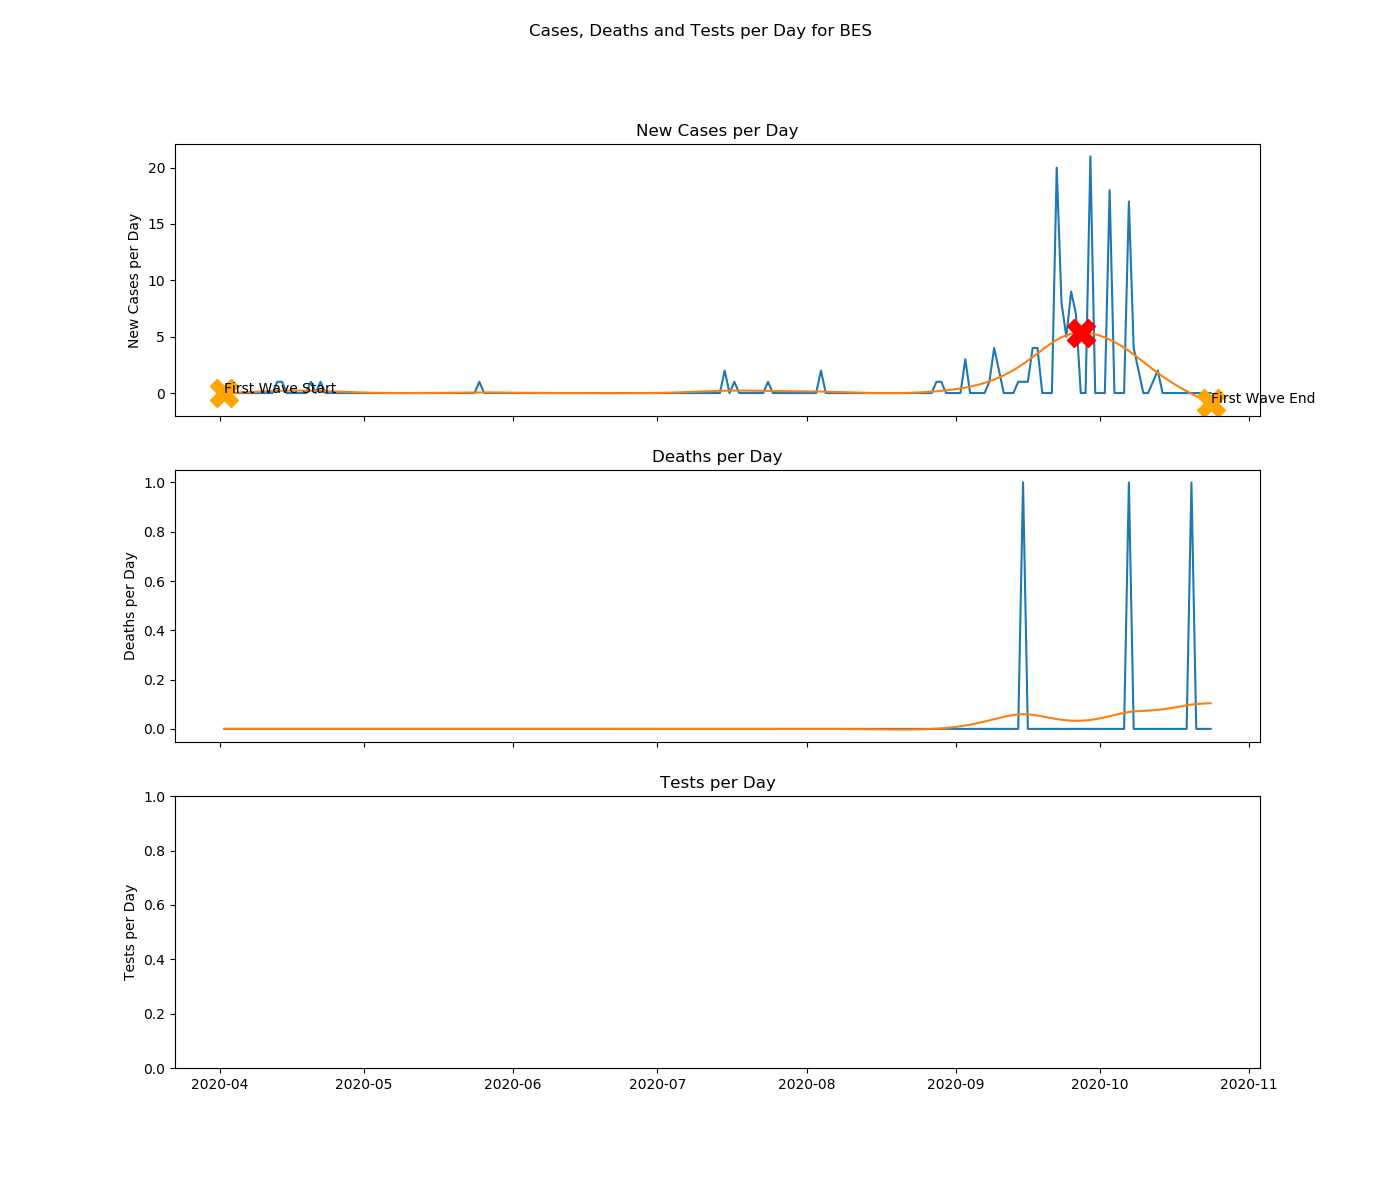 Cases, Deaths and Tests per Day for BES
New Cases per Day
New Cases per Day
20
15
10
5
0
First Wave Start
First Wave End
Deaths per Day
Deaths per Day
1.0
0.8
0.6
0.4
0.2
0.0
Tests per Day
Tests per Day
1.0
0.8
0.6
0.4
0.2
0.0
2020-04 2020-05 2020-06 2020-07 2020-08 2020-09 2020-10 2020-11